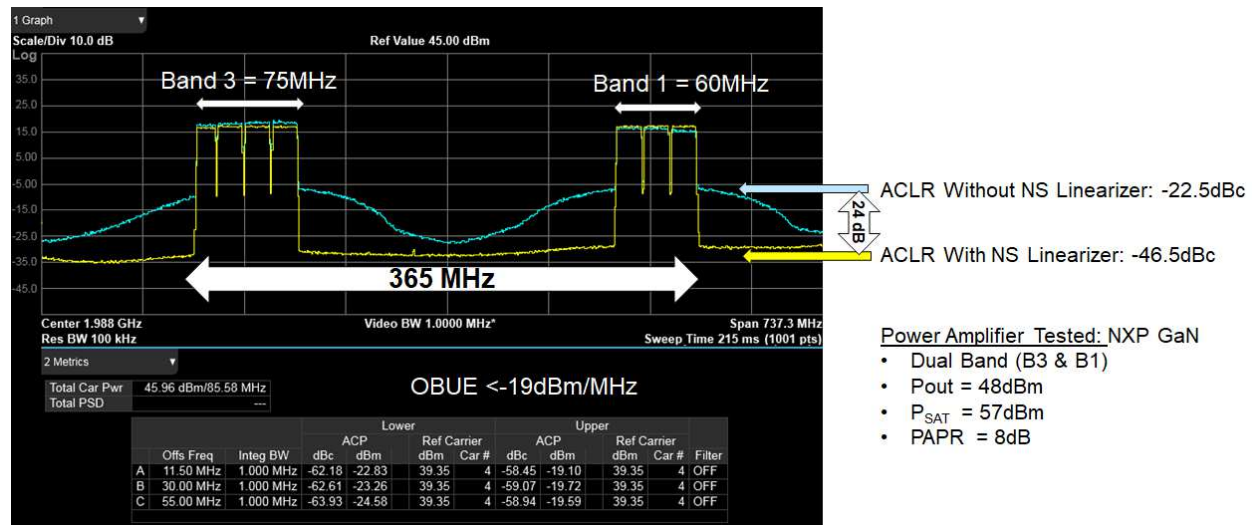 1 Graph
Scale/Div 10.0 dB
Ref Value 45.00 dBm
Log
35.0
25.0
15.0
5.00
-5.00
-15.0
-25.0
-35.0
-45.0
Band 3 = 75MHz
Band 1 = 60MHz
365 MHz
ACLR Without NS Linearizer: -22.5dBc
24 dB
ACLR With NS Linearizer: -46.5dBc
Center 1.988 GHz
Video BW 1.0000 MHz*
Span 737.3 MHz
Res BW 100 kHz
Sweep Time 215 ms (1001 pts)
2 Metrics
Total Car Pwr 45.96 dBm/85.58 MHz
Total PSD ---
OBUE <-19dBm/MHz
Lower Upper
ACP Ref Carrier ACP Ref Carrier
Offs Freq Integ BW dBc dBm dBm Car # dBc dBm dBm Car # Filter
A 11.50 MHz 1.000 MHz -62.18 -22.83 39.35 4 -58.45 -19.10 39.35 4 OFF
B 30.00 MHz 1.000 MHz -62.61 -23.26 39.35 4 -59.07 -19.72 39.35 4 OFF
C 55.00 MHz 1.000 MHz -63.93 -24.58 39.35 4 -58.94 -19.59 39.35 4 OFF
Power Amplifier Tested: NXP GaN
• Dual Band (B3 & B1)
• Pout = 48dBm
• PSAT = 57dBm
• PAPR = 8dB